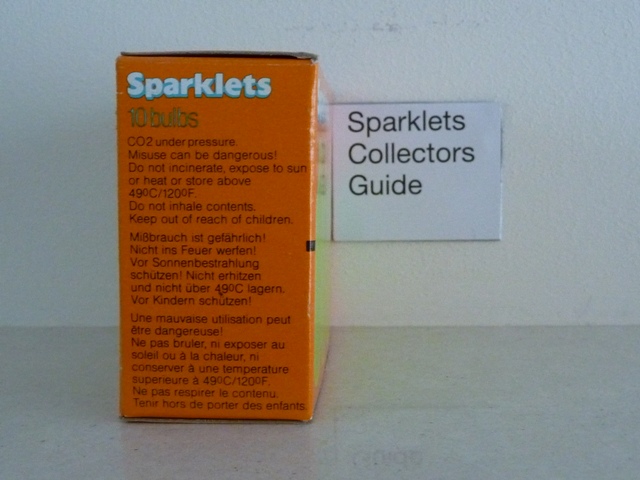 Sparklets
10 bulbs
CO2 under pressure.
Misuse can be dangerous!
Do not incinerate, expose to sun
or heat or store above
49ºC/120ºF.
Do not inhale contents.
Keep out of reach of children.
Mißbrauch ist gefährlich!
Nicht ins Feuer werfen!
Vor Sonnenbestrahlung
schützen! Nicht erhitzen
und nicht über 49ºC lagern.
Vor Kindern schützen!
Une mauvaise utilisation peut
être dangereuse!
Ne pas bruler, ni exposer au
soleil ou à la chaleur, ni
conserver à une temperature
superieure à 49ºC/120ºF.
Ne pas respirer le contenu.
Tenir hors de porter des enfants
Sparklets
Collectors
Guide